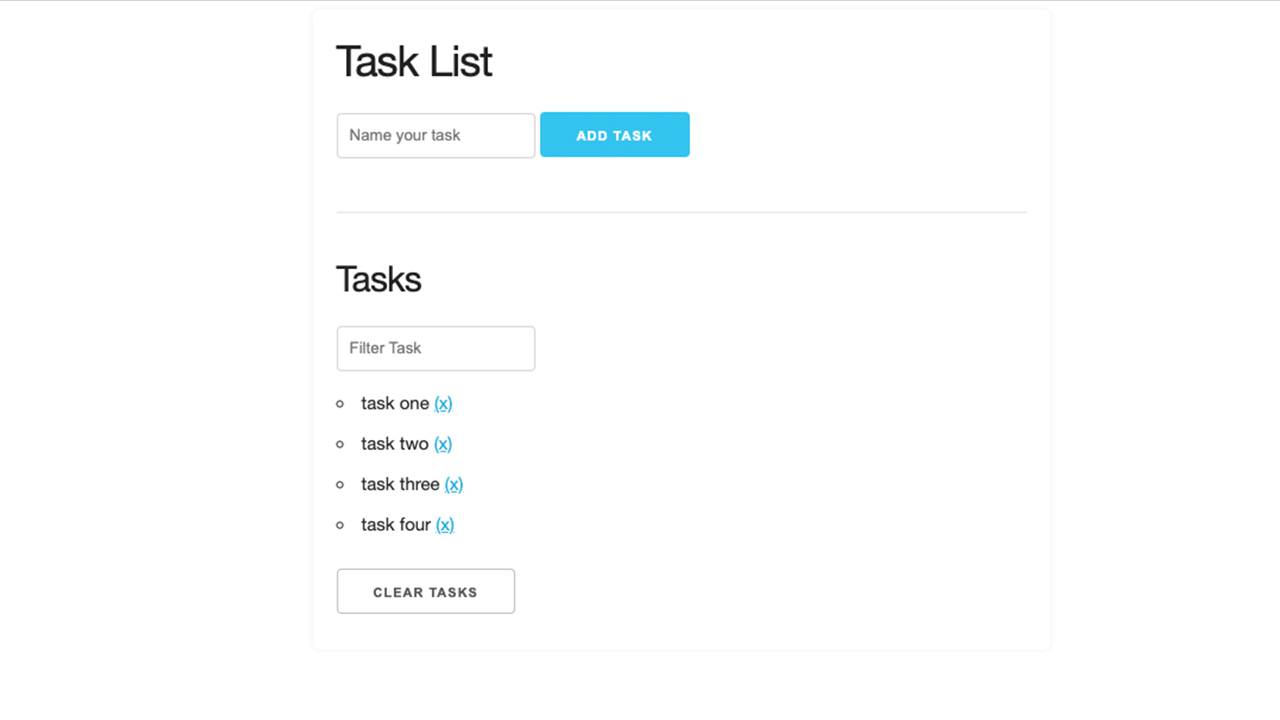 Task List
Name your task
ADD TASK
Tasks
Filter Task
task one (x)
task two (x)
task three (x)
task four (x)
CLEAR TASKS